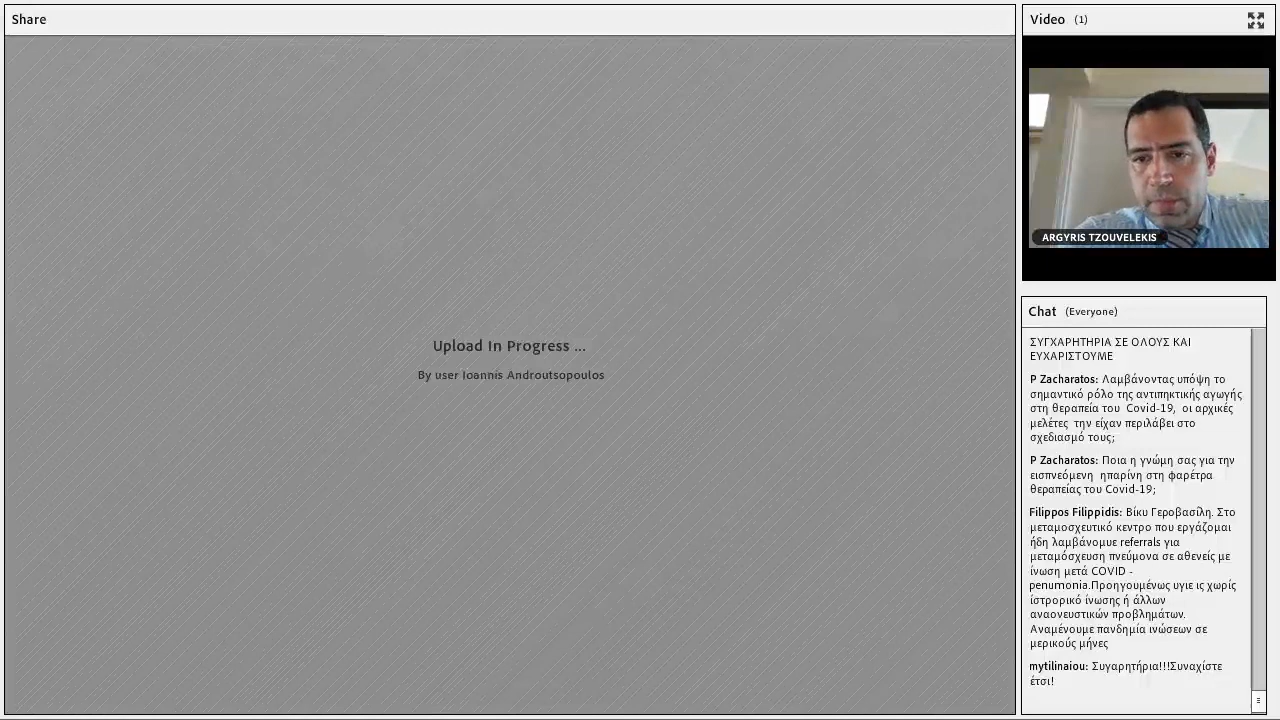 Share
Upload In Progress ...
By user Ioannis Androutsopoulos
Video (1)
ARGYRIS TZOUVELEKIS
Chat (Everyone)
ΣΥΓΧΑΡΗΤΗΡΙΑ ΣΕ ΟΛΟΥΣ ΚΑΙ
ΕΥΧΑΡΙΣΤΟΥΜΕ
P Zacharatos: Λαμβάνοντας υπόψη το
σημαντικό ρόλο της αντιπηκτικής αγωγής
στη θεραπεία του Covid-19, οι αρχικές
μελέτες την είχαν περιλάβει στο
σχεδιασμό τους;
P Zacharatos: Ποια η γνώμη σας για την
εισπνεόμενη ηπαρίνη στη φαρέτρα
θεραπείας του Covid-19;
Filippos Filippidis: Βίκυ Γεροβασίλη. Στο
μεταμοσχευτικό κεντρο που εργάζομαι
ήδη λαμβάνομυε referrals για
μεταμόσχευση πνεύμονα σε αθενείς με
ίνωση μετά COVID -
penumonia.Προηγουμένως υγιε ις χωρίς
ίστρορικό ίνωσης ή άλλων
αναονευστικών προβλημάτων.
Αναμένουμε πανδημία ινώσεων σε
μερικούς μήνες
mytilinaiou: Συγαρητήρια!!!Συναχίστε
έτσι!